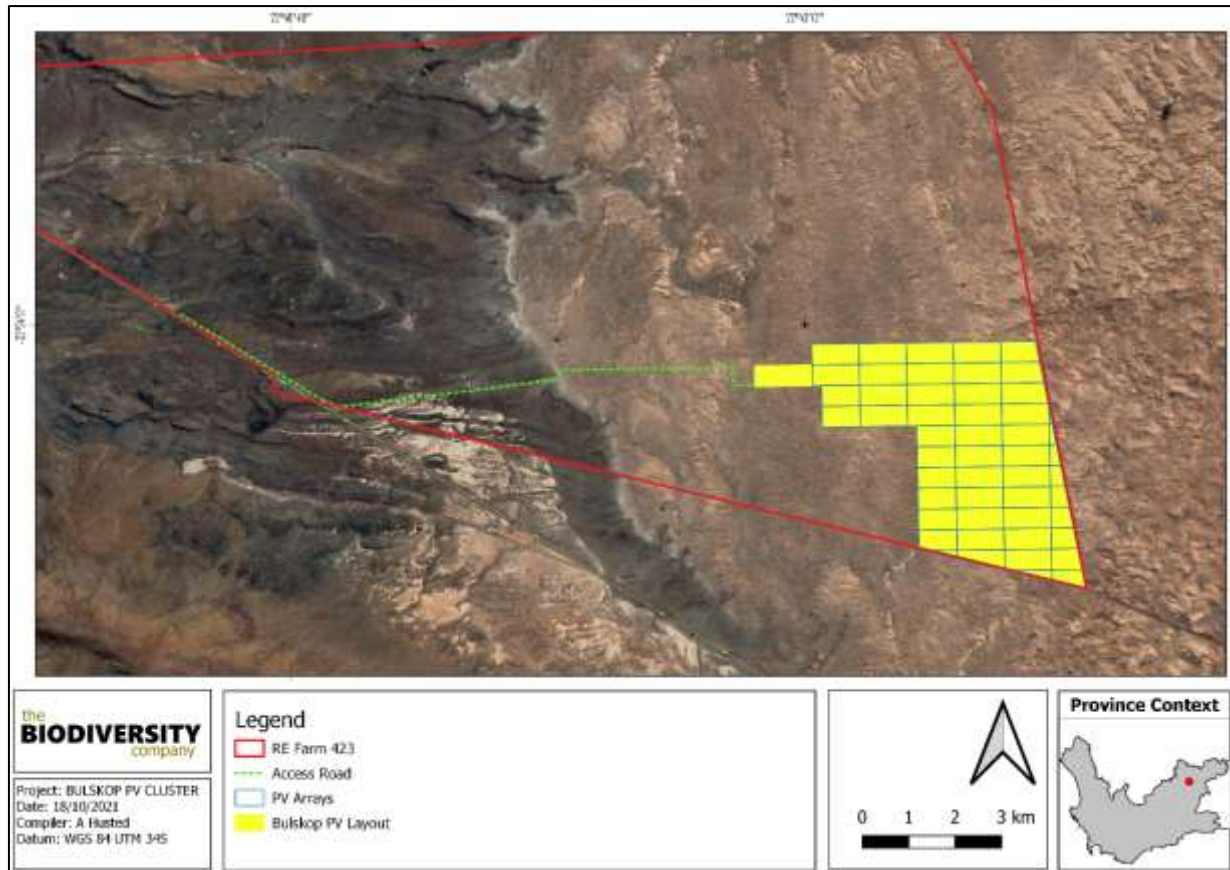 the
BIODIVERSITY
company
Project: BULSKOP PV CLUSTER
Date: 18/10/2021
Compiler: A Husted
Datum: WGS 84 UTM 34S
Legend
RE Farm 423
Access Road
PV Arrays
Bulskop PV Layout
0 1 2 3 km
Province Context